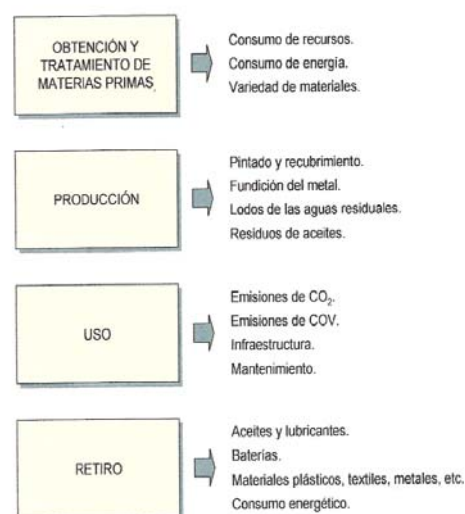 OBTENCIÓN Y
TRATAMIENTO DE
MATERIAS PRIMAS
Consumo de recursos.
Consumo de energía.
Variedad de materiales.
PRODUCCIÓN
Pintado y recubrimiento.
Fundición del metal.
Lodos de las aguas residuales.
Residuos de aceites.
USO
Emisiones de CO₂.
Emisiones de COV.
Infraestructura.
Mantenimiento.
RETIRO
Aceites y lubricantes.
Baterías.
Materiales plásticos, textiles, metales, etc.
Consumo energético.